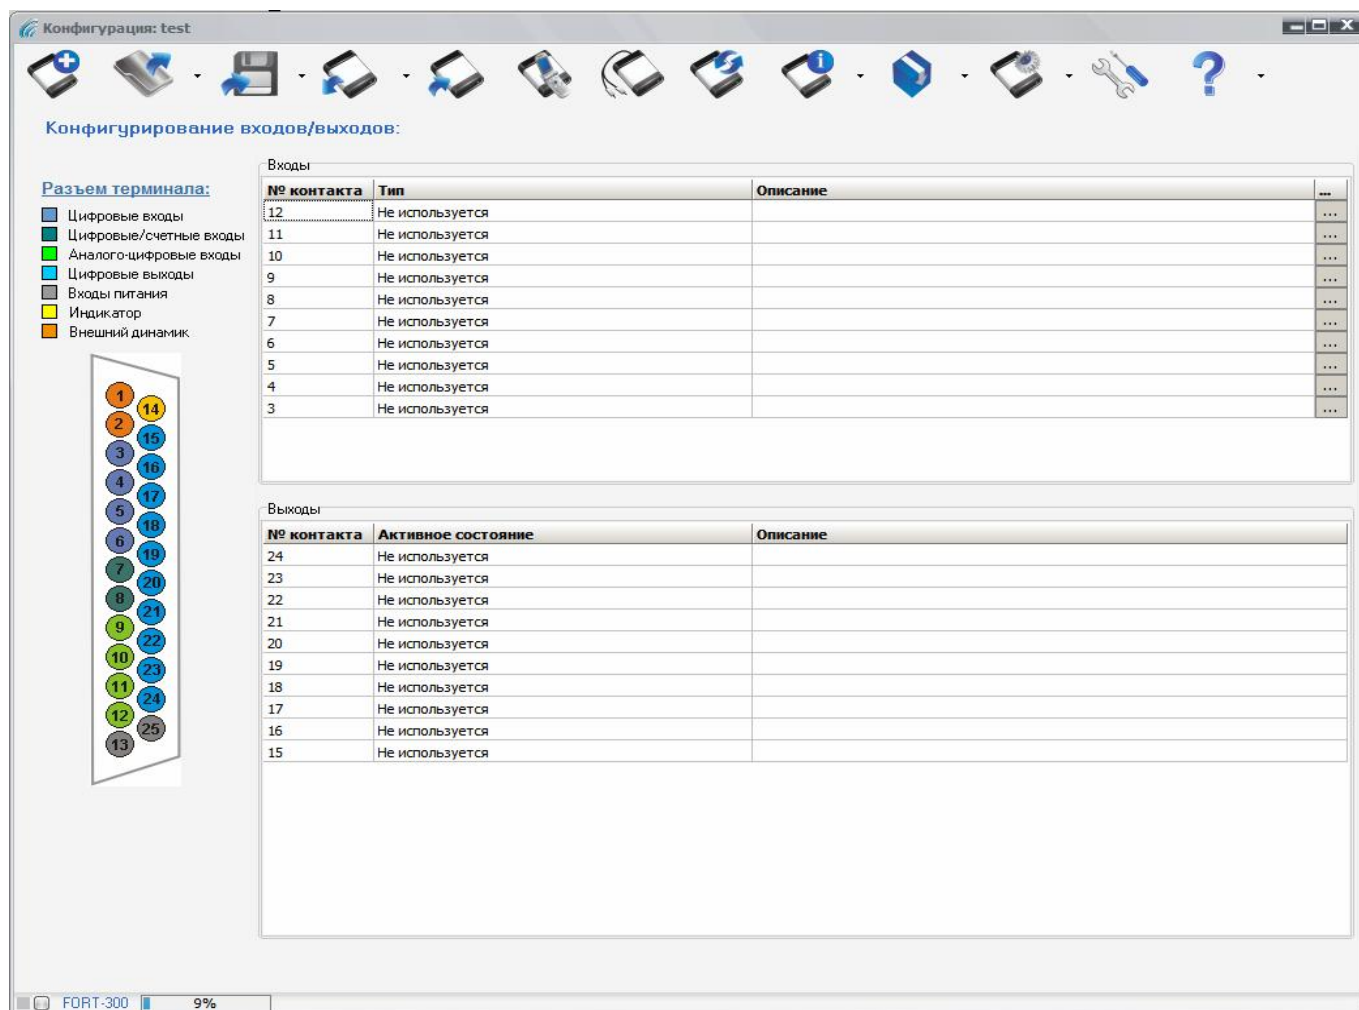 Конфигурация: test
Конфигурирование входов/выходов:
Разъем терминала:
Цифровые входы
Цифровые/счетные входы
Аналого-цифровые входы
Цифровые выходы
Входы питания
Индикатор
Внешний динамик
1
14
2
15
3
16
4
17
5
18
6
19
7
20
8
21
9
22
10
23
11
24
12
25
13
Входы
№ контакта Тип Описание ...
12 Не используется ...
11 Не используется ...
10 Не используется ...
9 Не используется ...
8 Не используется ...
7 Не используется ...
6 Не используется ...
5 Не используется ...
4 Не используется ...
3 Не используется ...
Выходы
№ контакта Активное состояние Описание
24 Не используется
23 Не используется
22 Не используется
21 Не используется
20 Не используется
19 Не используется
18 Не используется
17 Не используется
16 Не используется
15 Не используется
FORT-300 9%